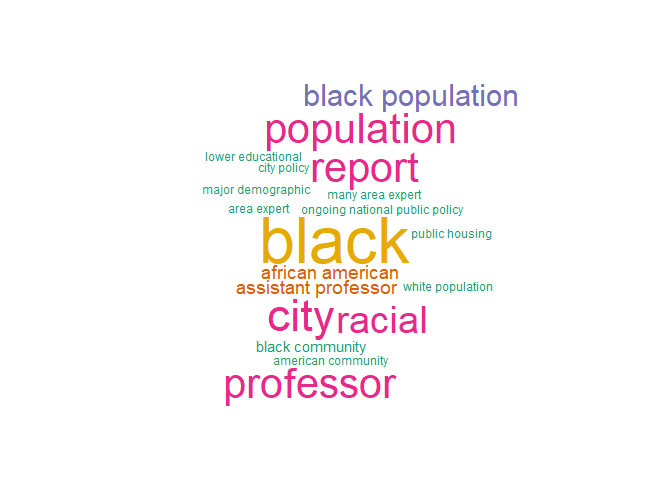 black population
population
lower educational
report
city policy
major demographic
many area expert
area expert
ongoing national public policy
black
public housing
african american
assistant professor
white population
city
racial
black community
american community
professor